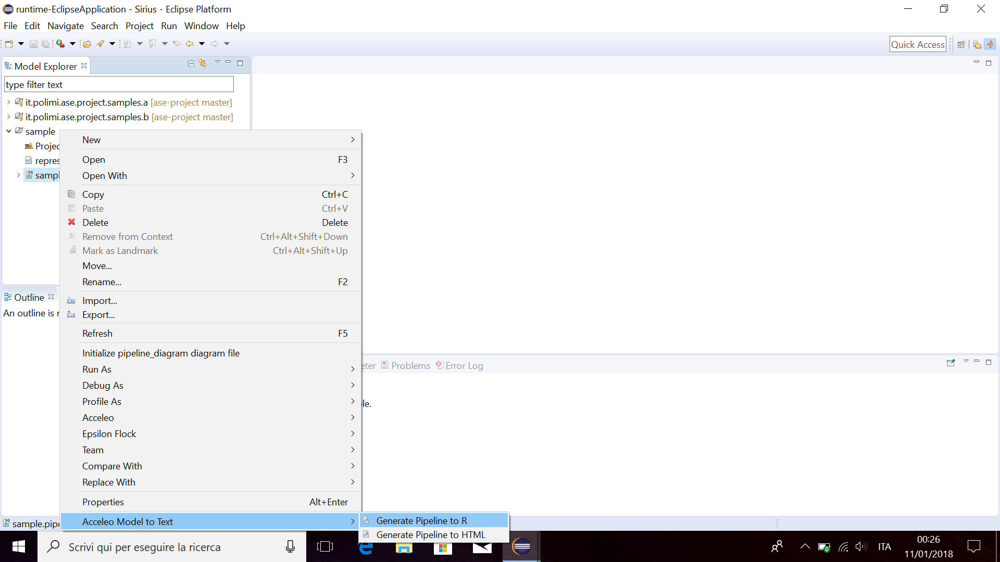 runtime-EclipseApplication - Sirius - Eclipse Platform
File Edit Navigate Search Project Run Window Help
Quick Access
Model Explorer
type filter text
it.polimi.ase.project.samples.a [ase-project master]
it.polimi.ase.project.samples.b [ase-project master]
sample
Projec
repres
sampl
New
Open F3
Open With
Copy Ctrl+C
Paste Ctrl+V
Delete Delete
Remove from Context Ctrl+Alt+Shift+Down
Mark as Landmark Ctrl+Alt+Shift+Up
Move...
Rename... F2
Import...
Export...
Refresh F5
Initialize pipeline_diagram diagram file
Run As
Debug As
Profile As
Acceleo
Epsilon Flock
Team
Compare With
Replace With
Properties Alt+Enter
Acceleo Model to Text
Generate Pipeline to R
Generate Pipeline to HTML
Outline
An outline is
eter Problems Error Log
le.
sample.pipe
Scrivi qui per eseguire la ricerca
ITA
00:26
11/01/2018